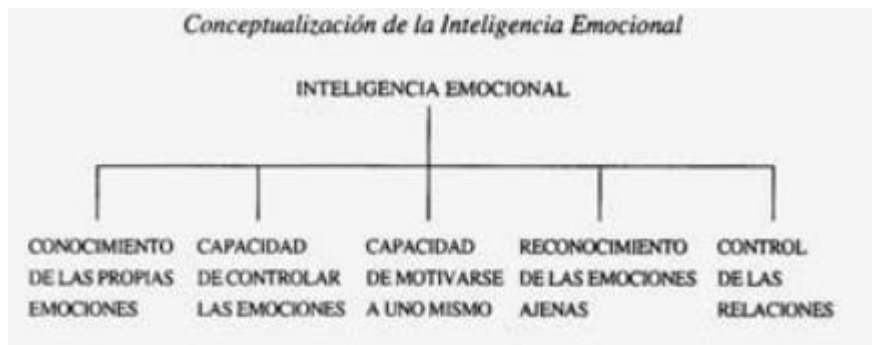 Conceptualización de la Inteligencia Emocional
INTELIGENCIA EMOCIONAL
CONOCIMIENTO
DE LAS PROPIAS
EMOCIONES
CAPACIDAD
DE CONTROLAR
LAS EMOCIONES
CAPACIDAD
DE MOTIVARSE
A UNO MISMO
RECONOCIMIENTO
DE LAS EMOCIONES
AJENAS
CONTROL
DE LAS
RELACIONES